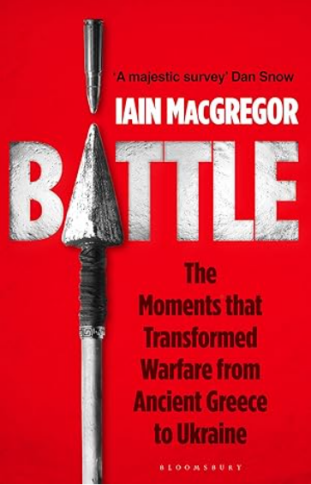 'A majestic survey' Dan Snow
IAIN MACGREGOR
BATTLE
The
Moments that
Transformed
Warfare from
Ancient Greece
to Ukraine
BLOOMSBURY